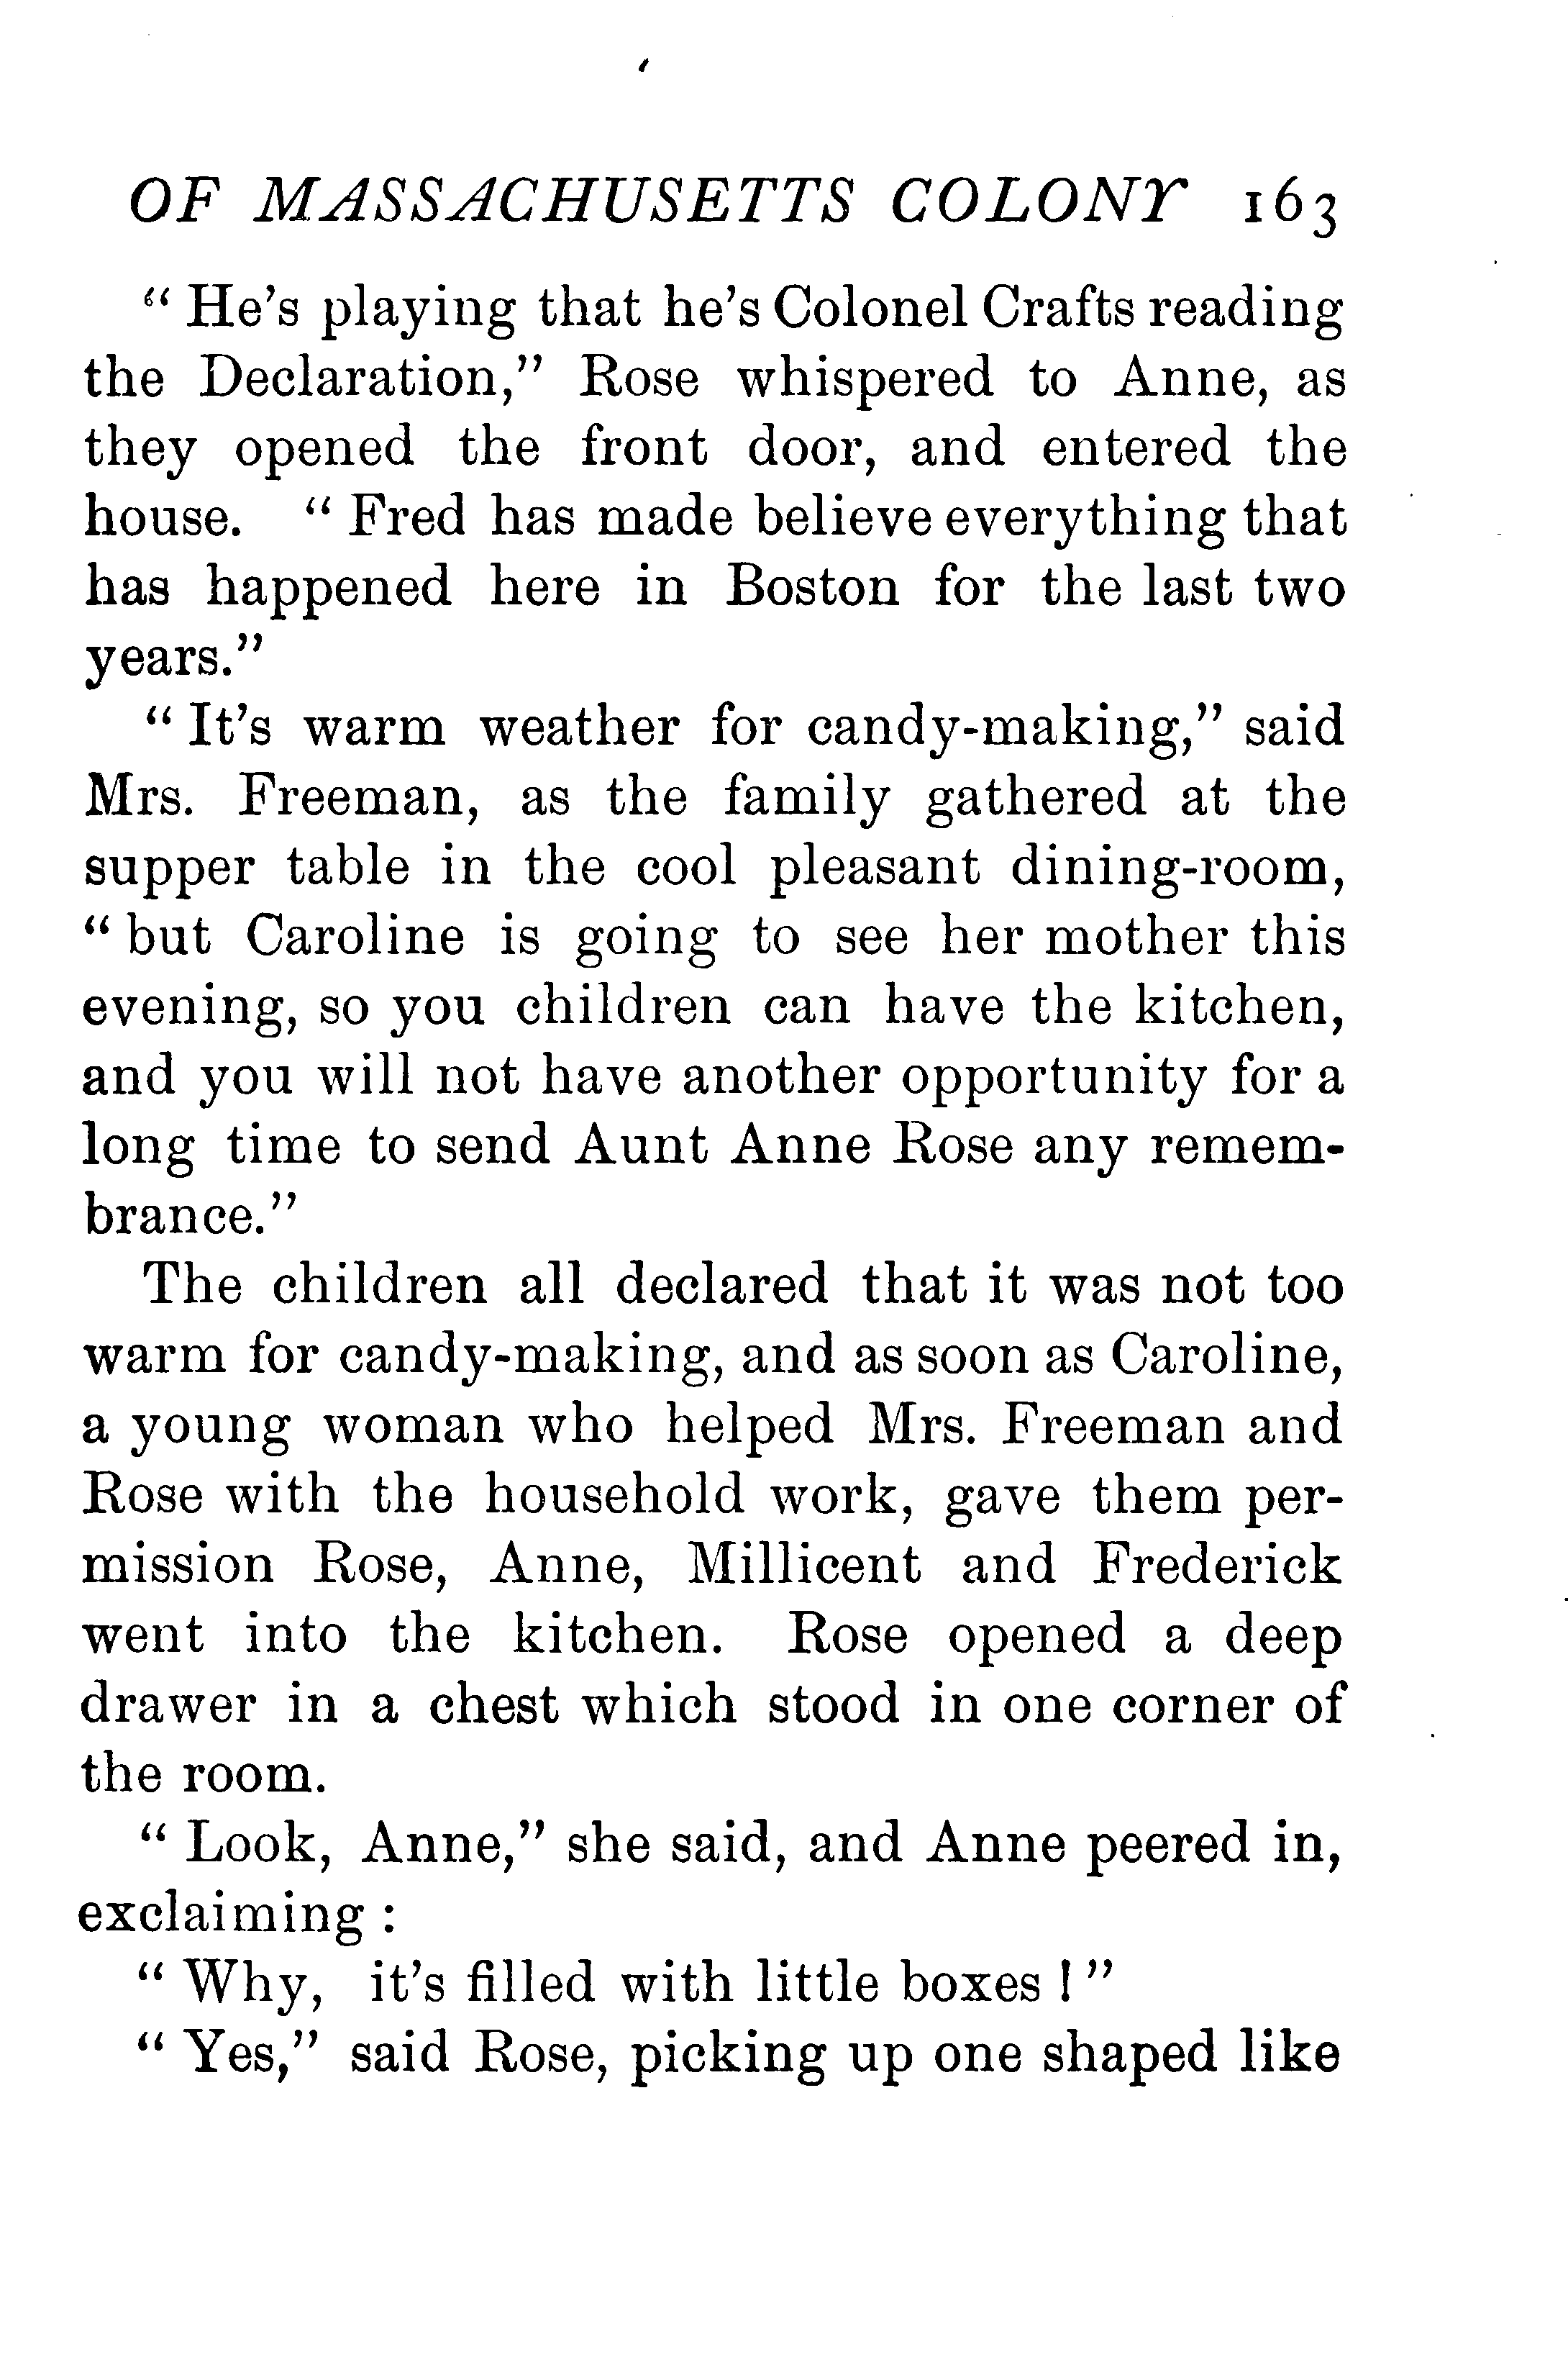 OF MASSACHUSETTS COLONY 163
“ He’s playing that he’s Colonel Crafts reading
the Declaration,” Rose whispered to Anne, as
they opened the front door, and entered the
house. “ Fred has made believe everything that
has happened here in Boston for the last two
years.”
“ It’s warm weather for candy-making,” said
Mrs. Freeman, as the family gathered at the
supper table in the cool pleasant dining-room,
“ but Caroline is going to see her mother this
evening, so you children can have the kitchen,
and you will not have another opportunity for a
long time to send Aunt Anne Rose any remem-
brance.”
The children all declared that it was not too
warm for candy-making, and as soon as Caroline,
a young woman who helped Mrs. Freeman and
Rose with the household work, gave them per-
mission Rose, Anne, Millicent and Frederick
went into the kitchen. Rose opened a deep
drawer in a chest which stood in one corner of
the room.
“ Look, Anne,” she said, and Anne peered in,
exclaiming :
“ Why, it’s filled with little boxes ! ”
“ Yes,” said Rose, picking up one shaped like